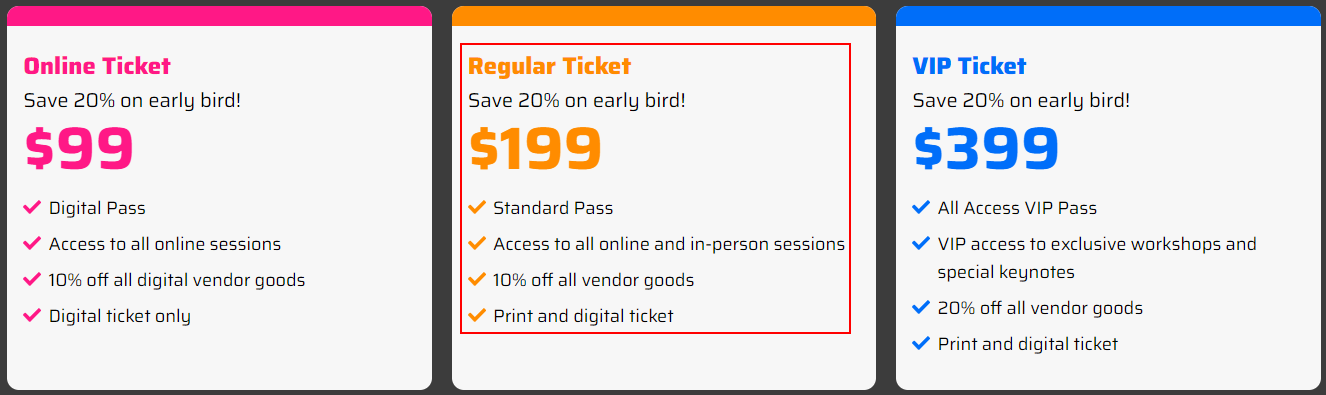 Online Ticket
Save 20% on early bird!
$99
Digital Pass
Access to all online sessions
10% off all digital vendor goods
Digital ticket only
Regular Ticket
Save 20% on early bird!
$199
Standard Pass
Access to all online and in-person sessions
10% off all vendor goods
Print and digital ticket
VIP Ticket
Save 20% on early bird!
$399
All Access VIP Pass
VIP access to exclusive workshops and
special keynotes
20% off all vendor goods
Print and digital ticket